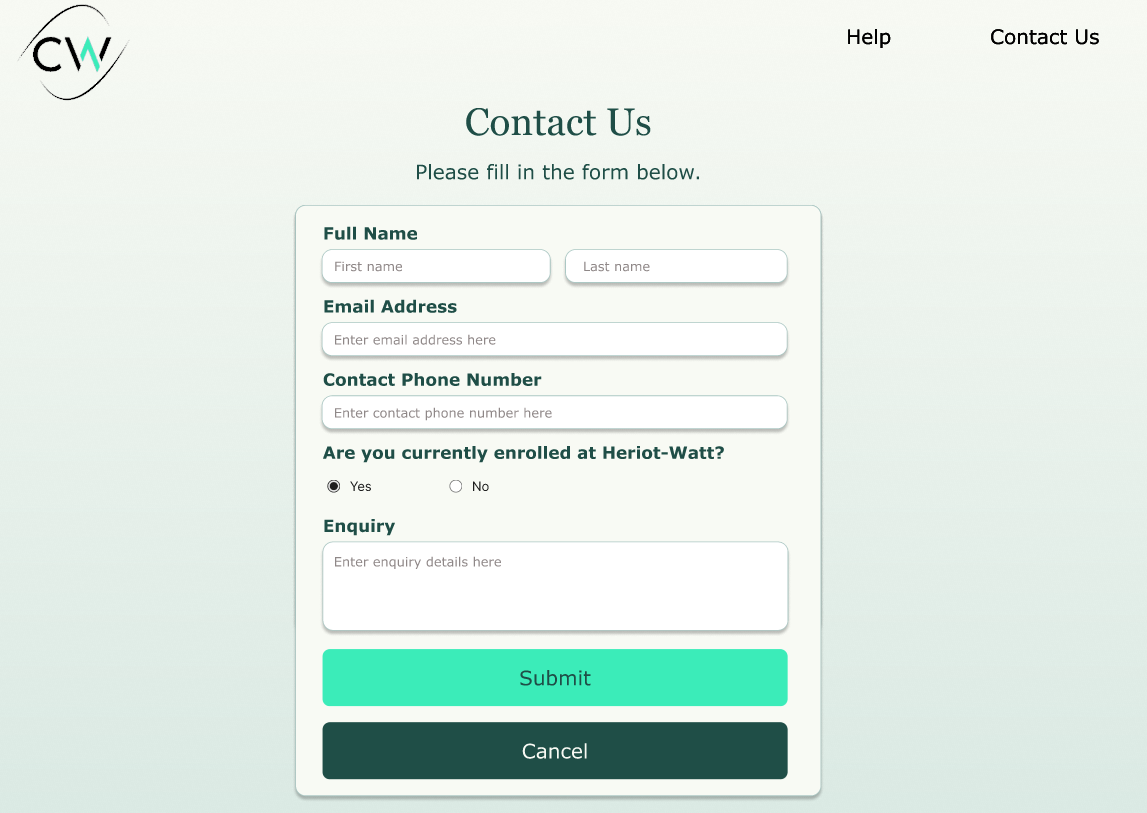 CW
Help
Contact Us
Contact Us
Please fill in the form below.
Full Name
First name
Last name
Email Address
Enter email address here
Contact Phone Number
Enter contact phone number here
Are you currently enrolled at Heriot-Watt?
Yes
No
Enquiry
Enter enquiry details here
Submit
Cancel